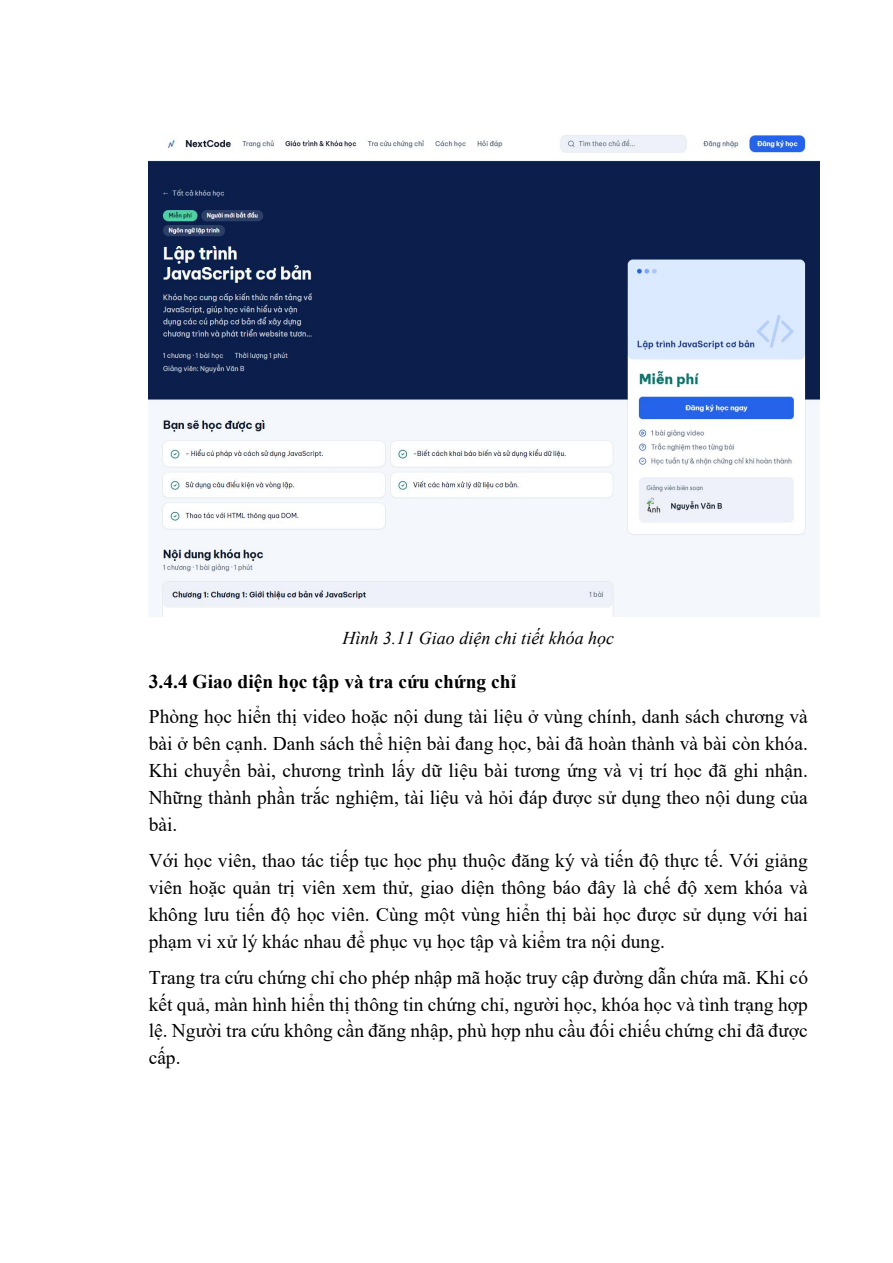 NextCode Trang chủ Giáo trình & Khóa học Tra cứu chứng chỉ Cách học Hỏi đáp Tìm theo chủ đề... Đăng nhập Đăng ký học
← Tất cả khóa học
Miễn phí Người mới bắt đầu
Ngôn ngữ lập trình
Lập trình
JavaScript cơ bản
Khóa học cung cấp kiến thức nền tảng về
JavaScript, giúp học viên hiểu và vận
dụng các cú pháp cơ bản để xây dựng
chương trình và phát triển website tươn...
1 chương · 1 bài học Thời lượng 1 phút
Giảng viên: Nguyễn Văn B
Lập trình JavaScript cơ bản
Miễn phí
Đăng ký học ngay
1 bài giảng video
Trắc nghiệm theo từng bài
Học tuần tự & nhận chứng chỉ khi hoàn thành
Giảng viên biên soạn
Ảnh Nguyễn Văn B
Bạn sẽ học được gì
- Hiểu cú pháp và cách sử dụng JavaScript.
-Biết cách khai báo biến và sử dụng kiểu dữ liệu.
Sử dụng câu điều kiện và vòng lặp.
Viết các hàm xử lý dữ liệu cơ bản.
Thao tác với HTML thông qua DOM.
Nội dung khóa học
1 chương · 1 bài giảng · 1 phút
Chương 1: Chương 1: Giới thiệu cơ bản về JavaScript 1 bài
Hình 3.11 Giao diện chi tiết khóa học
3.4.4 Giao diện học tập và tra cứu chứng chỉ
Phòng học hiển thị video hoặc nội dung tài liệu ở vùng chính, danh sách chương và
bài ở bên cạnh. Danh sách thể hiện bài đang học, bài đã hoàn thành và bài còn khóa.
Khi chuyển bài, chương trình lấy dữ liệu bài tương ứng và vị trí học đã ghi nhận.
Những thành phần trắc nghiệm, tài liệu và hỏi đáp được sử dụng theo nội dung của
bài.
Với học viên, thao tác tiếp tục học phụ thuộc đăng ký và tiến độ thực tế. Với giảng
viên hoặc quản trị viên xem thử, giao diện thông báo đây là chế độ xem khóa và
không lưu tiến độ học viên. Cùng một vùng hiển thị bài học được sử dụng với hai
phạm vi xử lý khác nhau để phục vụ học tập và kiểm tra nội dung.
Trang tra cứu chứng chỉ cho phép nhập mã hoặc truy cập đường dẫn chứa mã. Khi có
kết quả, màn hình hiển thị thông tin chứng chỉ, người học, khóa học và tình trạng hợp
lệ. Người tra cứu không cần đăng nhập, phù hợp nhu cầu đối chiếu chứng chỉ đã được
cấp.